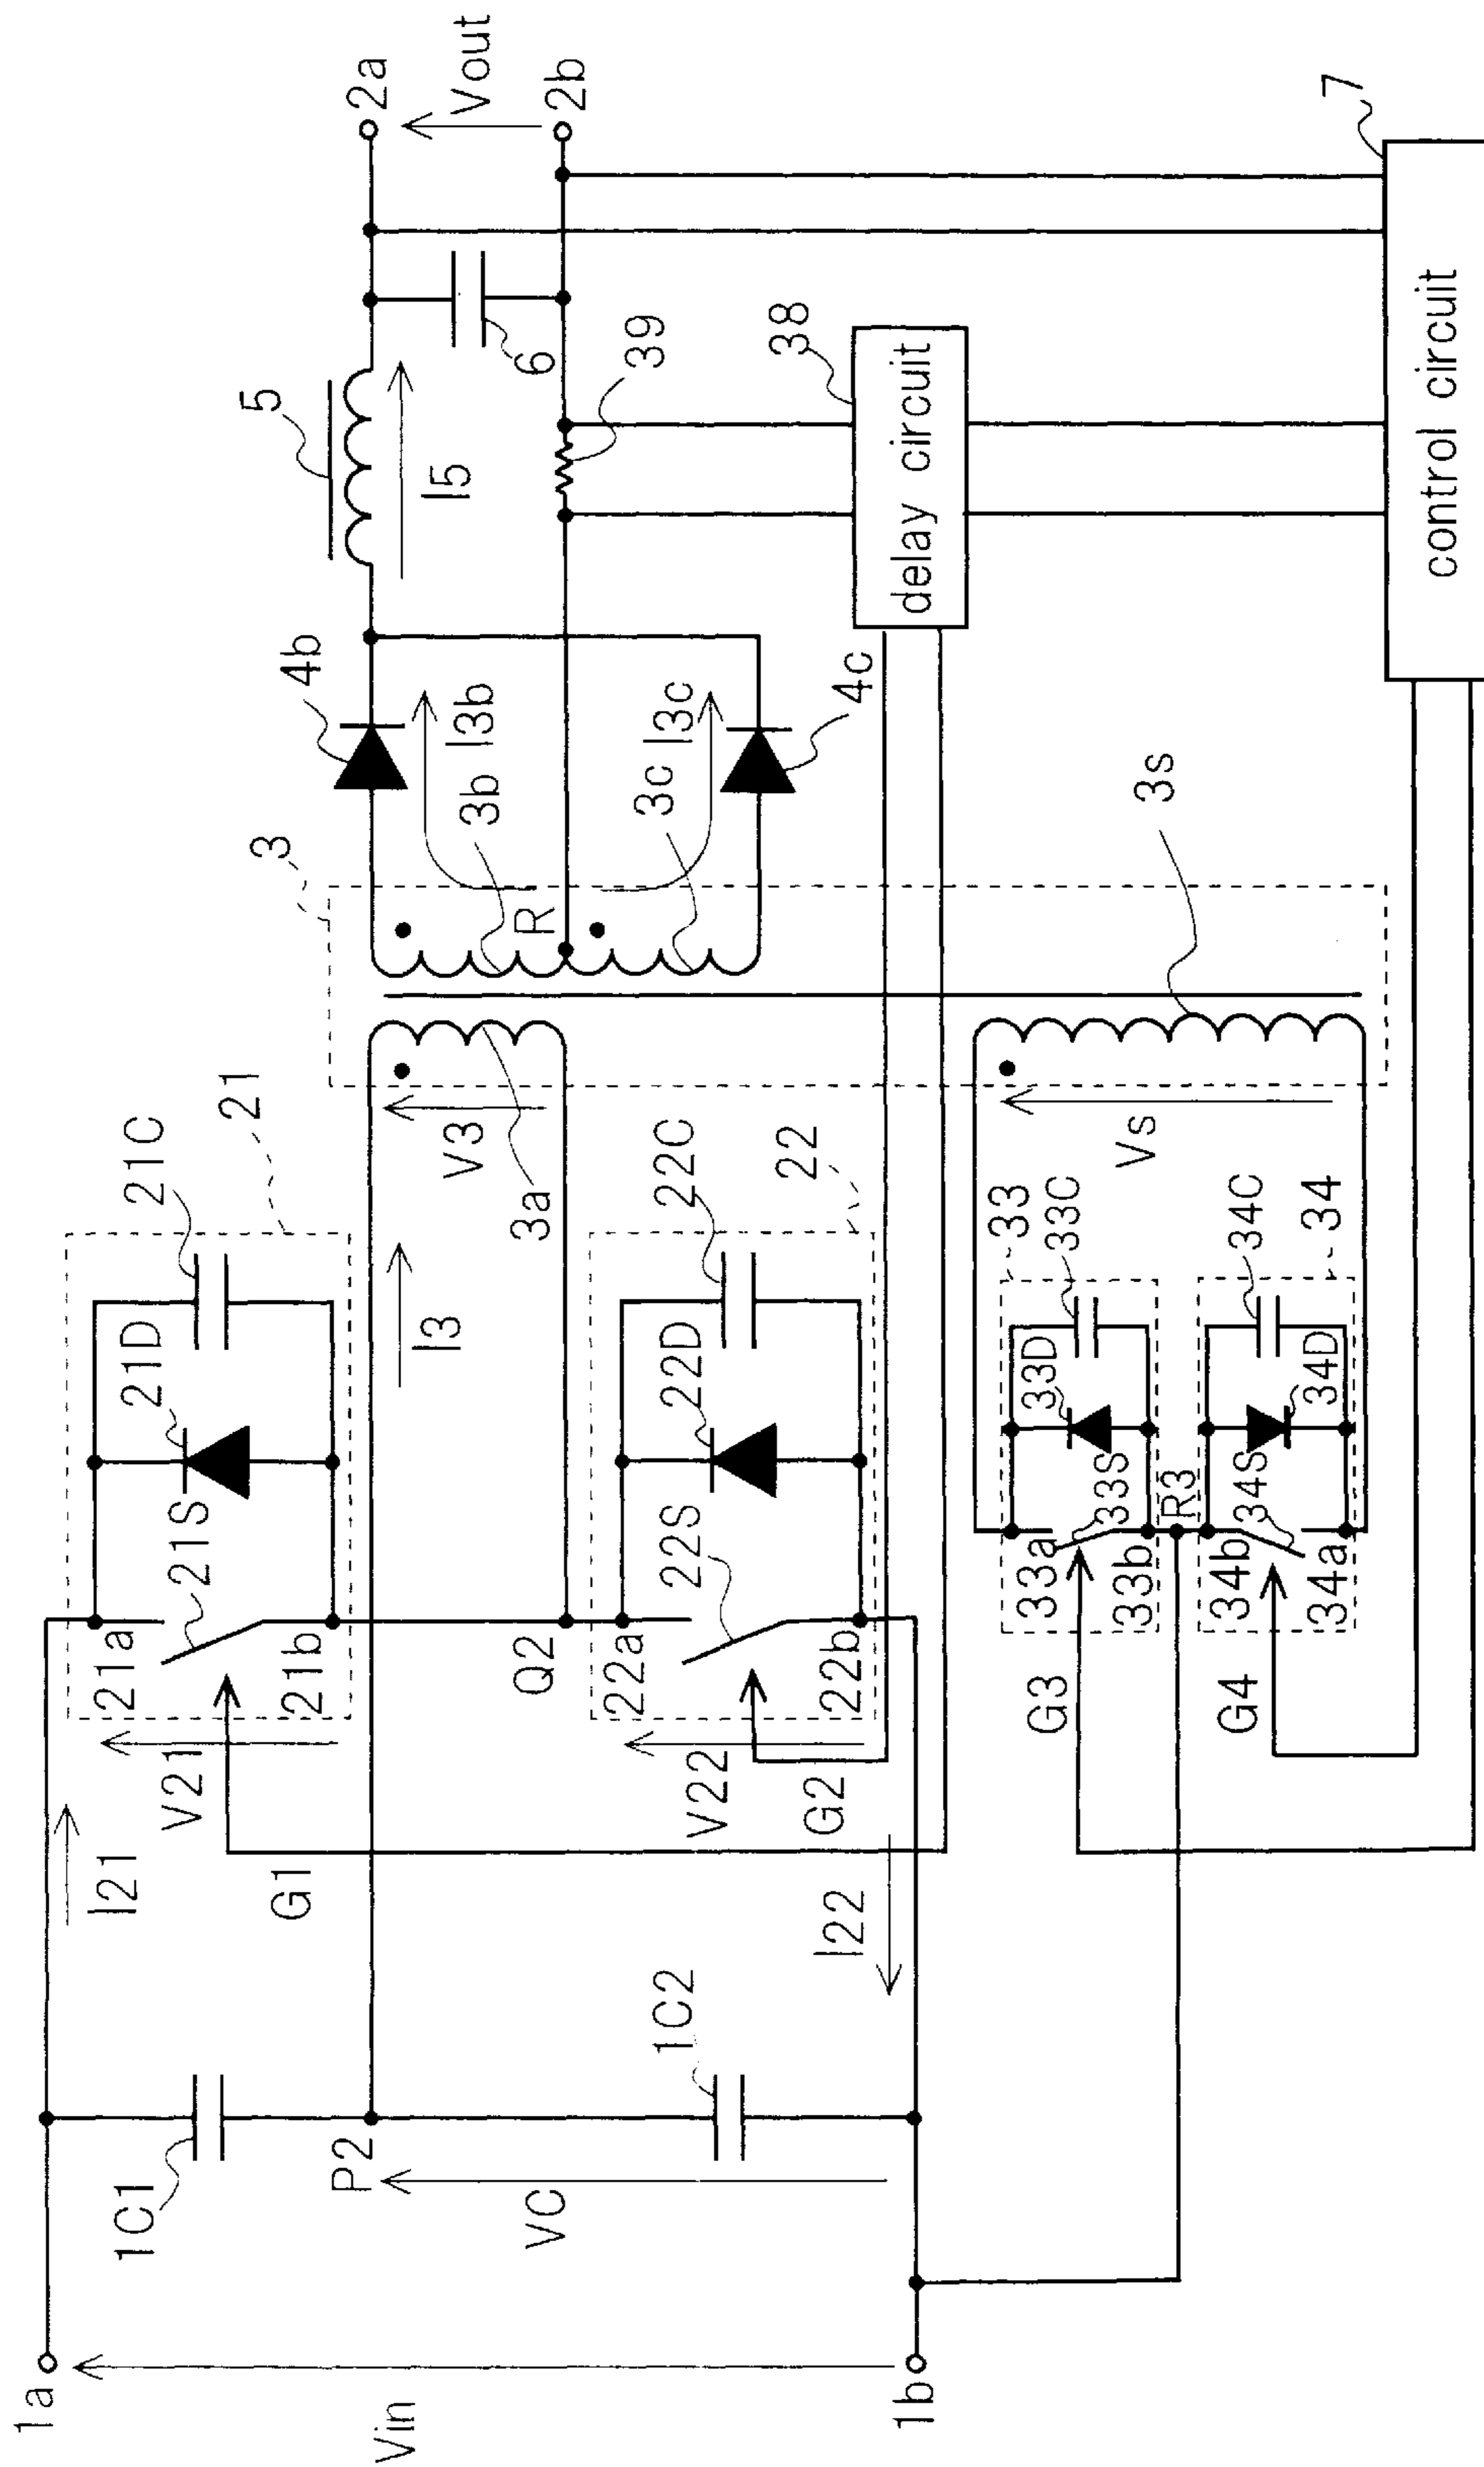 1a
Vin
1b
1C1
P2
VC
1C2
I21
G1
I22
V21
V22
G2
21a
21S
21b
Q2
22a
22S
22b
21D
21C
21
22D
22C
22
I3
V3
3a
3
3b
3c
R
I3b
I3c
4b
4c
5
I5
6
39
38
delay circuit
2a
Vout
2b
7
control circuit
G3
G4
33a
33S
33b
R3
34b
34S
34a
33D
33C
33
34D
34C
34
Vs
3s